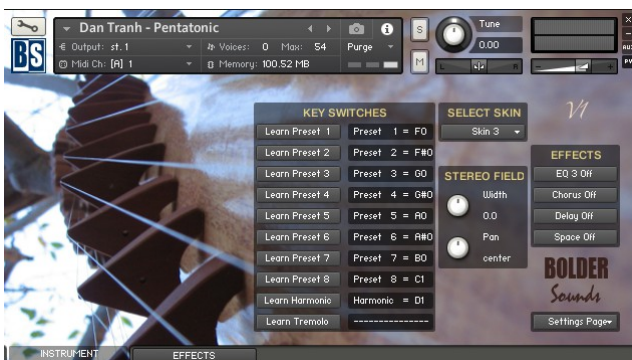 Dan Tranh - Pentatonic
Output: st. 1
Voices: 0 Max: 54
Purge
Midi Ch: [A] 1
Memory: 100.52 MB
S
M
Tune
0.00
L
R
AUX
PV
BS
KEY SWITCHES
Learn Preset 1 Preset 1 = F0
Learn Preset 2 Preset 2 = F#0
Learn Preset 3 Preset 3 = G0
Learn Preset 4 Preset 4 = G#0
Learn Preset 5 Preset 5 = A0
Learn Preset 6 Preset 6 = A#0
Learn Preset 7 Preset 7 = B0
Learn Preset 8 Preset 8 = C1
Learn Harmonic Harmonic = D1
Learn Tremolo ---------------
SELECT SKIN
Skin 3
STEREO FIELD
Width
0.0
Pan
center
V1
EFFECTS
EQ 3 Off
Chorus Off
Delay Off
Space Off
BOLDER
Sounds
Settings Page
INSTRUMENT
EFFECTS